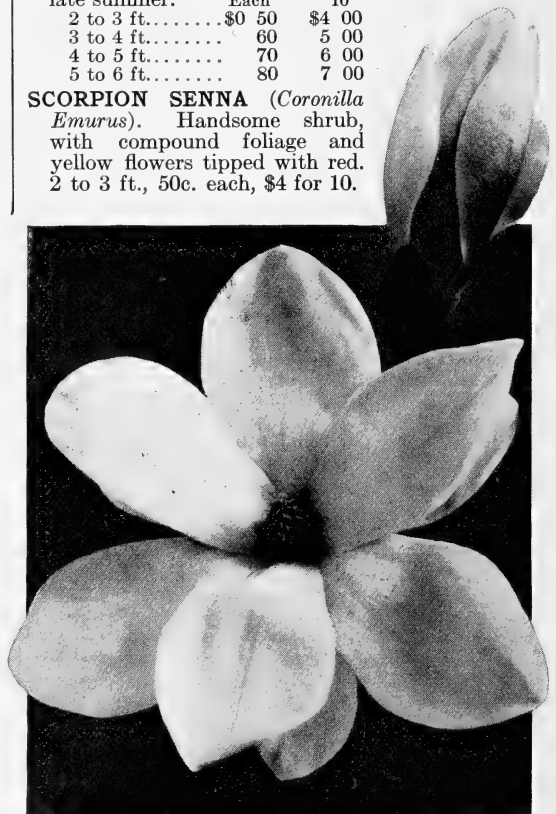 late summer. Each 10
2 to 3 ft........$0 50 $4 00
3 to 4 ft........ 60 5 00
4 to 5 ft........ 70 6 00
5 to 6 ft........ 80 7 00
SCORPION SENNA (Coronilla
Emurus). Handsome shrub,
with compound foliage and
yellow flowers tipped with red.
2 to 3 ft., 50c. each, $4 for 10.